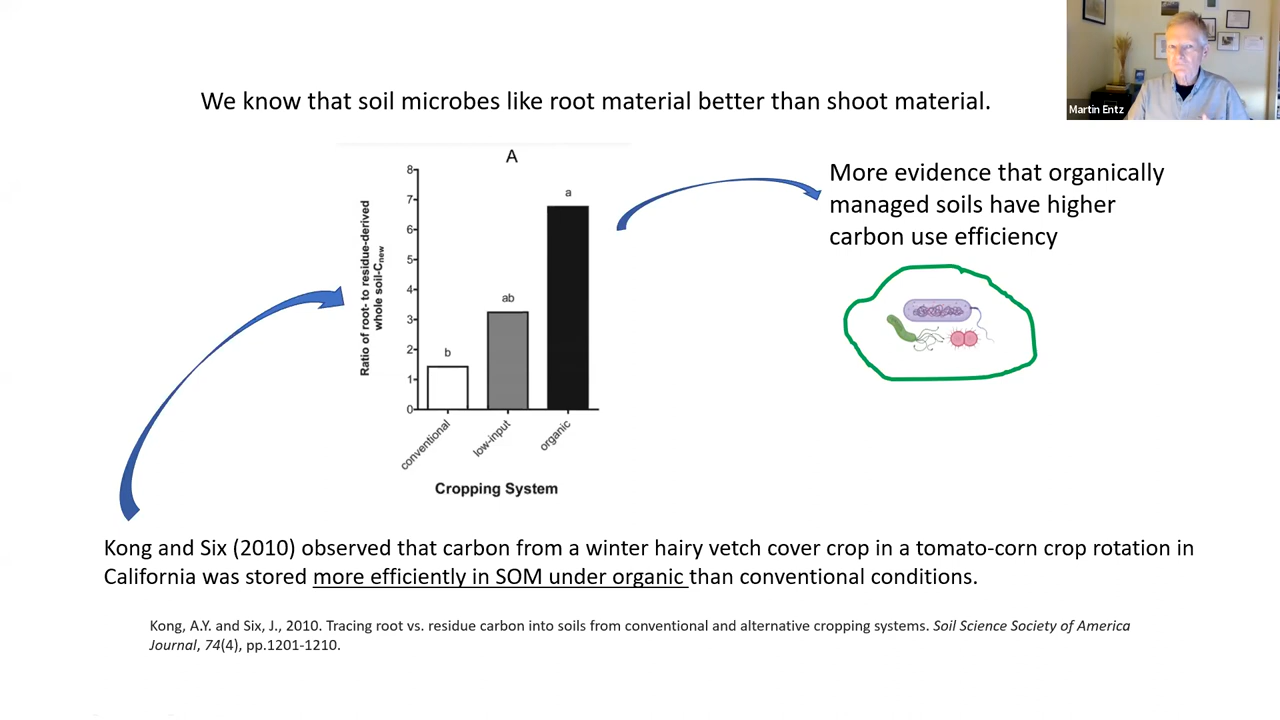 We know that soil microbes like root material better than shoot material.
Martin Entz
A
8
7
6
5
4
3
2
1
0
Ratio of root- to residue-derived
whole soil-Cnew
b
ab
a
conventional
low-input
organic
Cropping System
More evidence that organically
managed soils have higher
carbon use efficiency
Kong and Six (2010) observed that carbon from a winter hairy vetch cover crop in a tomato-corn crop rotation in
California was stored more efficiently in SOM under organic than conventional conditions.
Kong, A.Y. and Six, J., 2010. Tracing root vs. residue carbon into soils from conventional and alternative cropping systems. Soil Science Society of America
Journal, 74(4), pp.1201-1210.